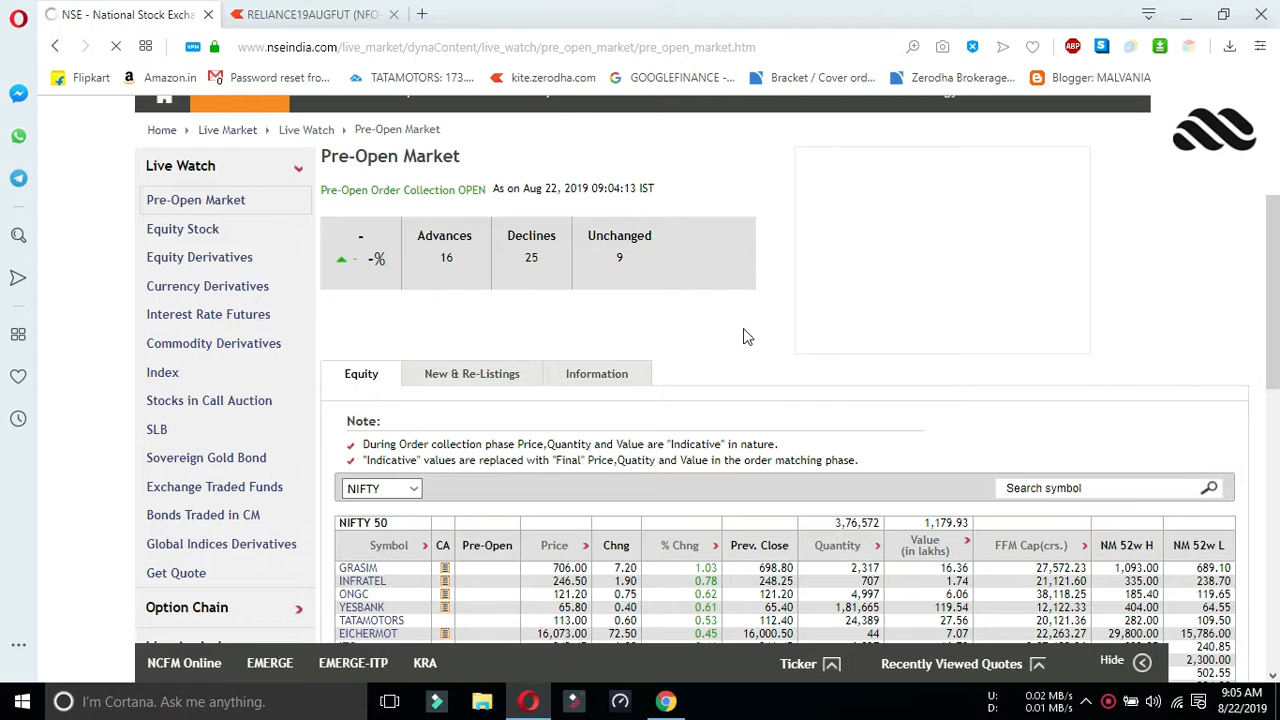 NSE - National Stock Excha
RELIANCE19AUGFUT (NFO-
www.nseindia.com/live_market/dynaContent/live_watch/pre_open_market/pre_open_market.htm
VPN
ABP
Flipkart
Amazon.in
Password reset fro...
TATAMOTORS: 173....
kite.zerodha.com
GOOGLEFINANCE -...
Bracket / Cover ord...
Zerodha Brokerage...
Blogger: MALVANIA
Home
Live Market
Live Watch
Pre-Open Market
Live Watch
Pre-Open Market
Equity Stock
Equity Derivatives
Currency Derivatives
Interest Rate Futures
Commodity Derivatives
Index
Stocks in Call Auction
SLB
Sovereign Gold Bond
Exchange Traded Funds
Bonds Traded in CM
Global Indices Derivatives
Get Quote
Option Chain
Pre-Open Market
Pre-Open Order Collection OPEN As on Aug 22, 2019 09:04:13 IST
- Advances Declines Unchanged
- -% 16 25 9
Equity New & Re-Listings Information
Note:
During Order collection phase Price,Quantity and Value are "Indicative" in nature.
"Indicative" values are replaced with "Final" Price,Quatity and Value in the order matching phase.
NIFTY
Search symbol
NIFTY 50 3,76,572 1,179.93
Symbol CA Pre-Open Price Chng % Chng Prev. Close Quantity Value (in lakhs) FFM Cap(crs.) NM 52w H NM 52w L
GRASIM 706.00 7.20 1.03 698.80 2,317 16.36 27,572.23 1,093.00 689.10
INFRATEL 246.50 1.90 0.78 248.25 707 1.74 21,121.60 335.00 238.70
ONGC 121.20 0.75 0.62 121.20 4,997 6.06 38,118.25 185.40 119.65
YESBANK 65.80 0.40 0.61 65.40 1,81,665 119.54 12,122.33 404.00 64.55
TATAMOTORS 113.00 0.60 0.53 112.40 24,389 27.56 20,121.36 282.00 109.50
EICHERMOT 16,073.00 72.50 0.45 16,000.50 44 7.07 22,263.27 29,800.00 15,786.00
240.85
2,300.00
502.55
NCFM Online EMERGE EMERGE-ITP KRA
Ticker
Recently Viewed Quotes
Hide
I'm Cortana. Ask me anything.
U: 0.02 MB/s
D: 0.01 MB/s
9:05 AM
8/22/2019